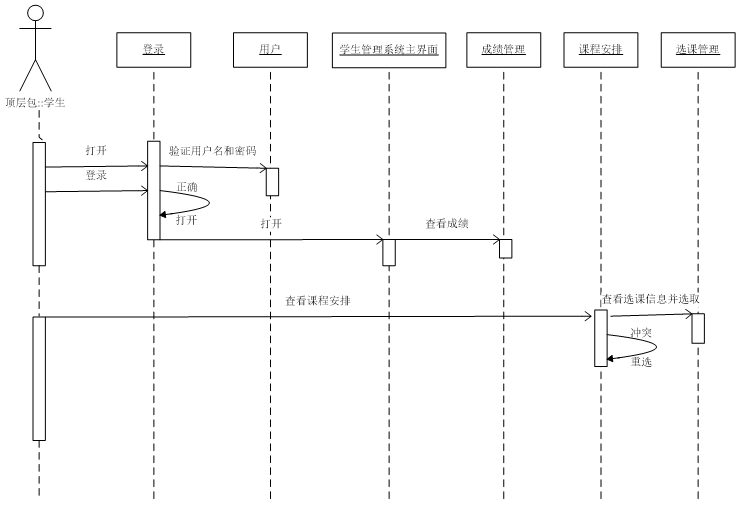 登录
用户
学生管理系统主界面
成绩管理
课程安排
选课管理
顶层包::学生
打开
验证用户名和密码
登录
正确
打开
打开
查看成绩
查看课程安排
查看选课信息并选取
冲突
重选